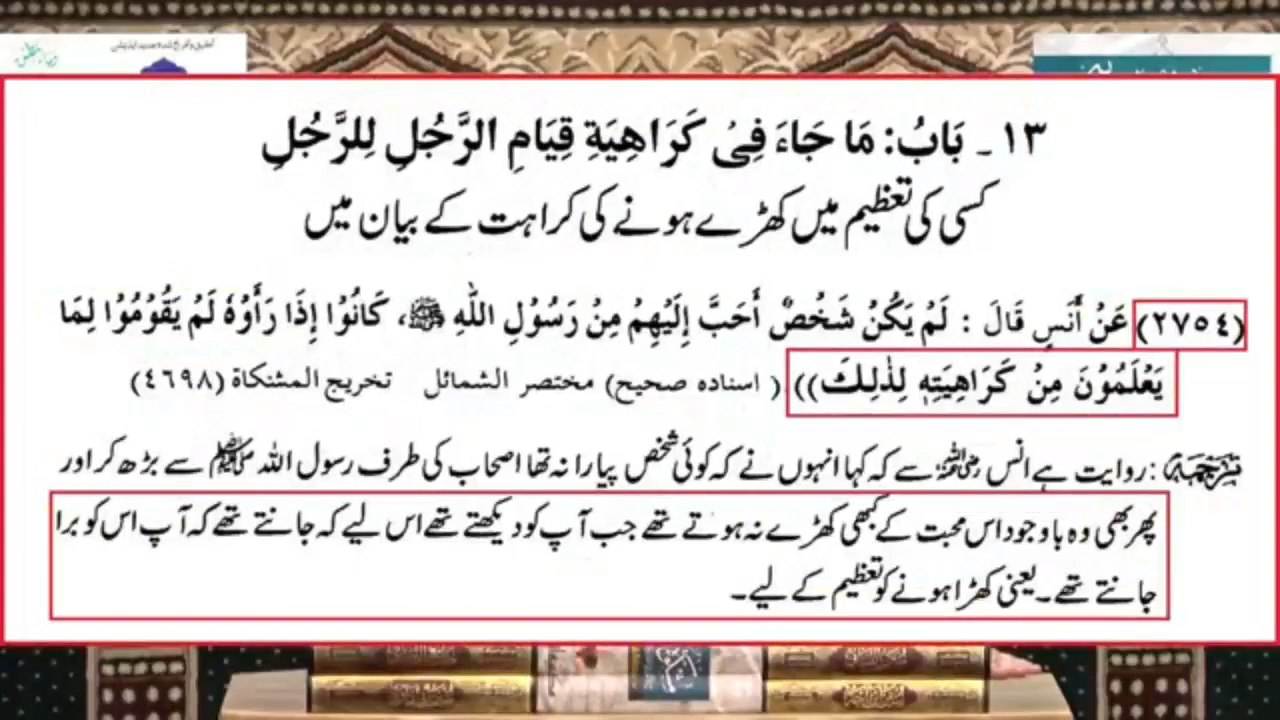 تحقیق و تخریج شدہ جدید ایڈیشن
١٣ ۔ بَابُ: مَا جَاءَ فِیْ كَرَاهِيَةِ قِيَامِ الرَّجُلِ لِلرَّجُلِ
کسی کی تعظیم میں کھڑے ہونے کی کراہت کے بیان میں
(٢٧٥٤) عَنْ أَنَسٍ قَالَ : لَمْ يَكُنْ شَخْصٌ أَحَبَّ إِلَيْهِمْ مِنْ رَسُوْلِ اللّٰهِ ﷺ، كَانُوْا إِذَا رَأَوْهُ لَمْ يَقُوْمُوْا لِمَا
يَعْلَمُوْنَ مِنْ كَرَاهِيَتِهٖ لِذٰلِكَ)) ( اسناده صحيح) مختصر الشمائل تخريج المشكاة (٤٦٩٨)
ترجمہ : روایت ہے انس رضی اللہ عنہ سے کہ کہا انہوں نے کہ کوئی شخص پیارا نہ تھا اصحاب کی طرف رسول اللہ ﷺ سے بڑھ کر اور
پھر بھی وہ باوجود اس محبت کے کبھی کھڑے نہ ہوتے تھے جب آپ کو دیکھتے تھے اس لیے کہ جانتے تھے کہ آپ اس کو برا
جانتے تھے۔ یعنی کھڑا ہونے کو تعظیم کے لیے۔